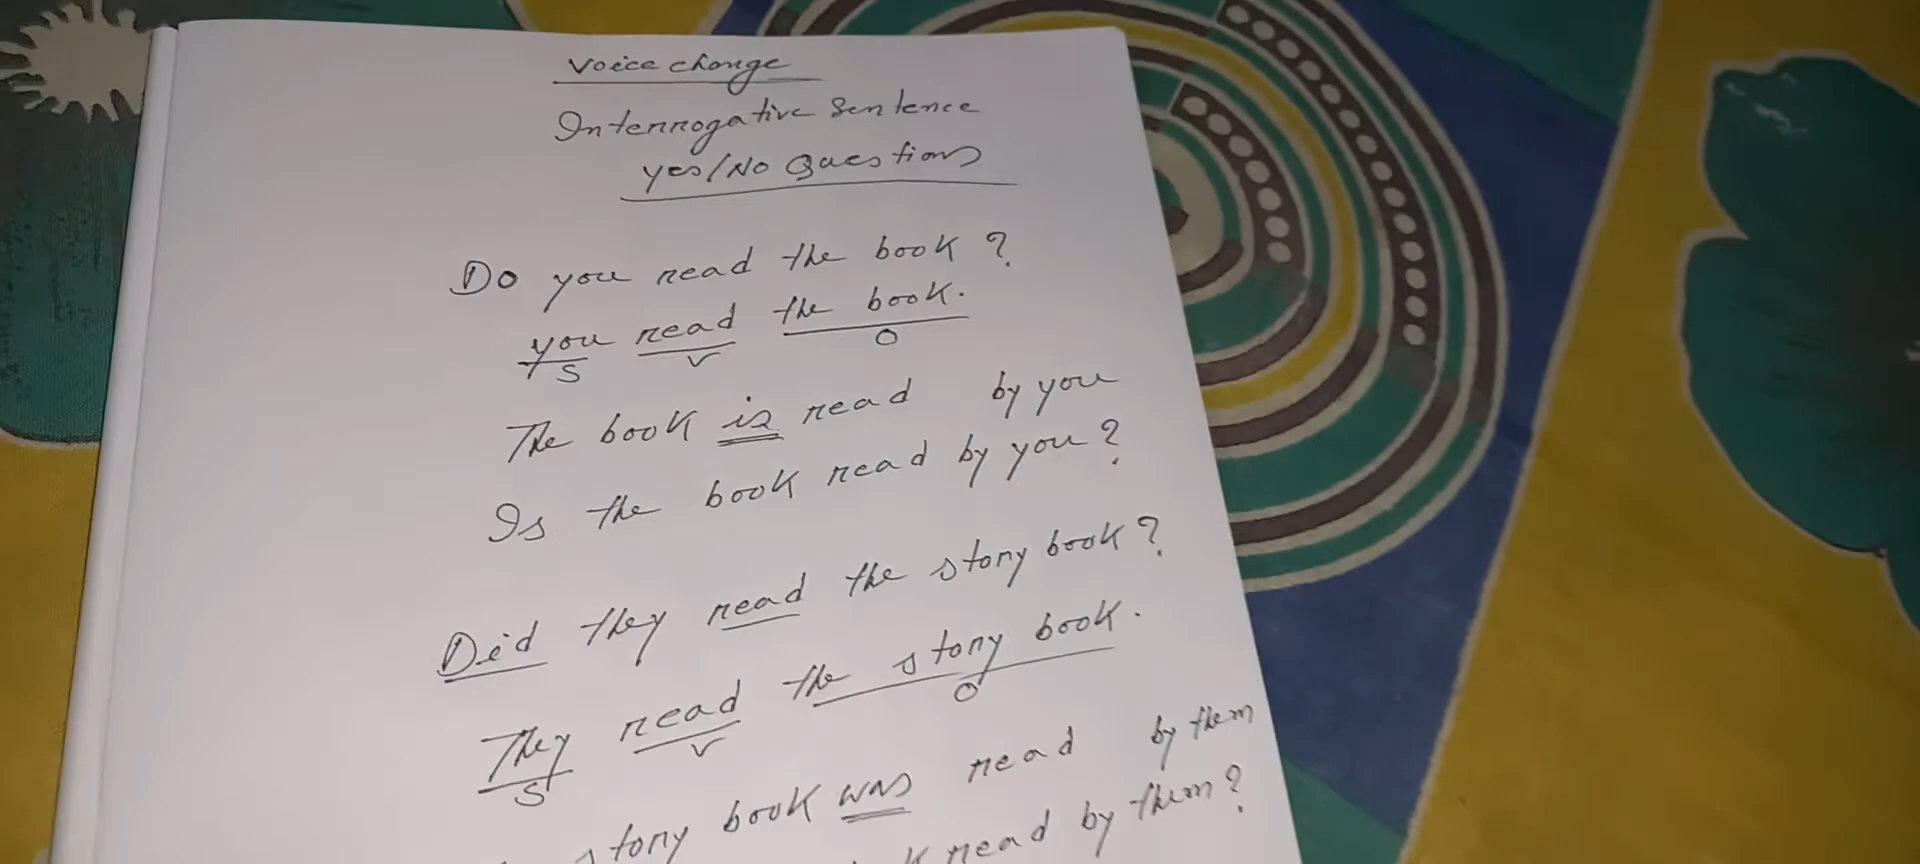 Voice change
Interrogative Sentence
Yes/No Questions
Do you read the book?
you read the book.
S V O
The book is read by you
Is the book read by you?
Did they read the story book?
They read the story book.
S V O
story book was read by them
read by them?